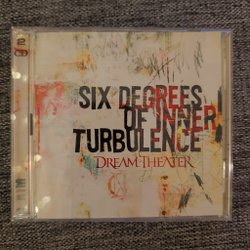 SIX DEGREES
OF INNER
TURBULENCE
DREAM THEATER